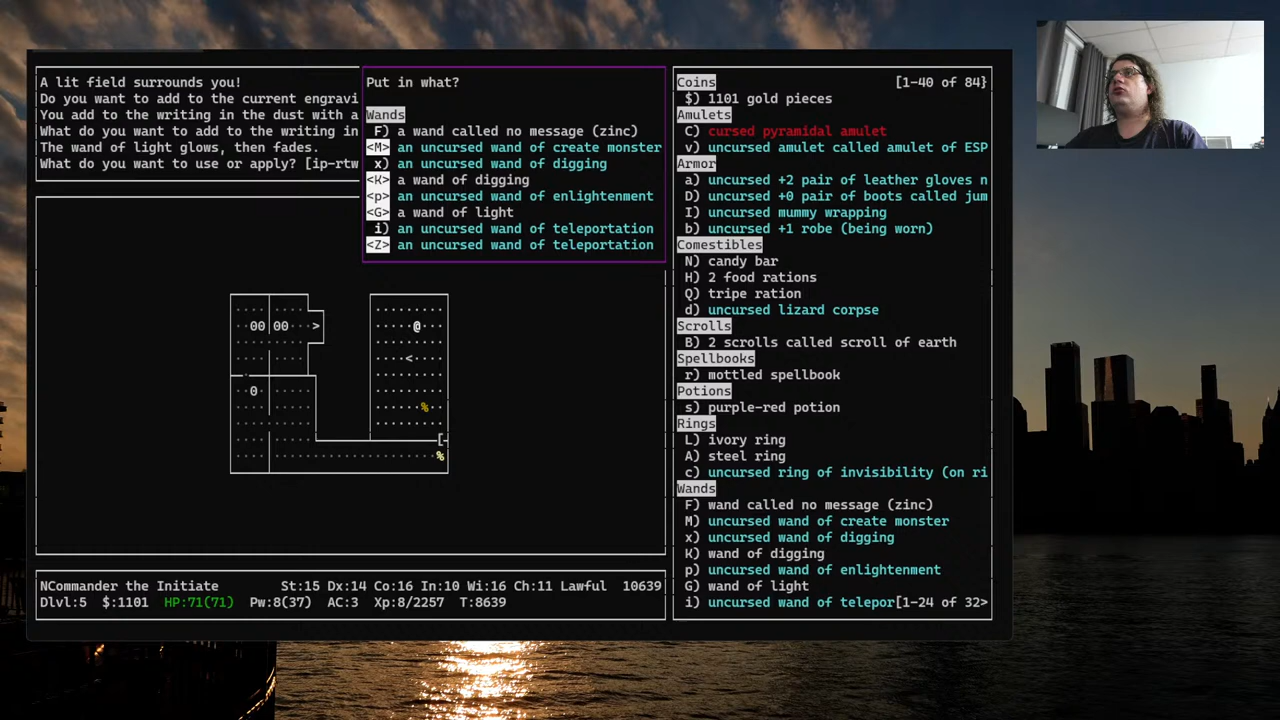 A lit field surrounds you!
Do you want to add to the current engravi
You add to the writing in the dust with a
What do you want to add to the writing in
The wand of light glows, then fades.
What do you want to use or apply? [ip-rtw
Put in what?
Wands
F) a wand called no message (zinc)
<M> an uncursed wand of create monster
x) an uncursed wand of digging
<K> a wand of digging
<p> an uncursed wand of enlightenment
<G> a wand of light
i) an uncursed wand of teleportation
<Z> an uncursed wand of teleportation
Coins [1-40 of 84}
$) 1101 gold pieces
Amulets
C) cursed pyramidal amulet
v) uncursed amulet called amulet of ESP
Armor
a) uncursed +2 pair of leather gloves n
D) uncursed +0 pair of boots called jum
I) uncursed mummy wrapping
b) uncursed +1 robe (being worn)
Comestibles
N) candy bar
H) 2 food rations
Q) tripe ration
d) uncursed lizard corpse
Scrolls
B) 2 scrolls called scroll of earth
Spellbooks
r) mottled spellbook
Potions
s) purple-red potion
Rings
L) ivory ring
A) steel ring
c) uncursed ring of invisibility (on ri
Wands
F) wand called no message (zinc)
M) uncursed wand of create monster
x) uncursed wand of digging
K) wand of digging
p) uncursed wand of enlightenment
G) wand of light
i) uncursed wand of telepor[1-24 of 32>
NCommander the Initiate St:15 Dx:14 Co:16 In:10 Wi:16 Ch:11 Lawful 10639
Dlvl:5 $:1101 HP:71(71) Pw:8(37) AC:3 Xp:8/2257 T:8639